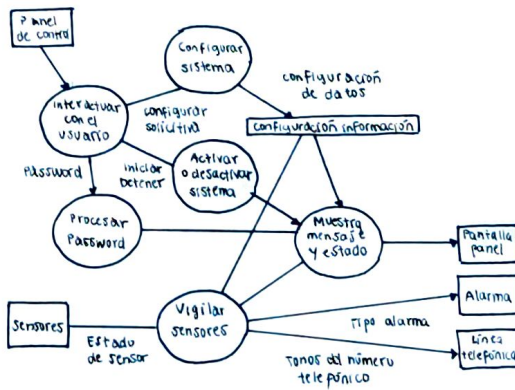 Panel
de control
Configurar
sistema
configuración
de datos
interactuar
con el
usuario
configurar
solicitiva
configuración información
Password
iniciar
Detener
Activar
o desactivar
sistema
Procesar
Password
Muestra
mensaje
y estado
Pantalla
panel
Sensores
Estado
de sensor
Vigilar
sensores
Tipo alarma
Alarma
Tonos del número
telefónico
Línea
telefónica